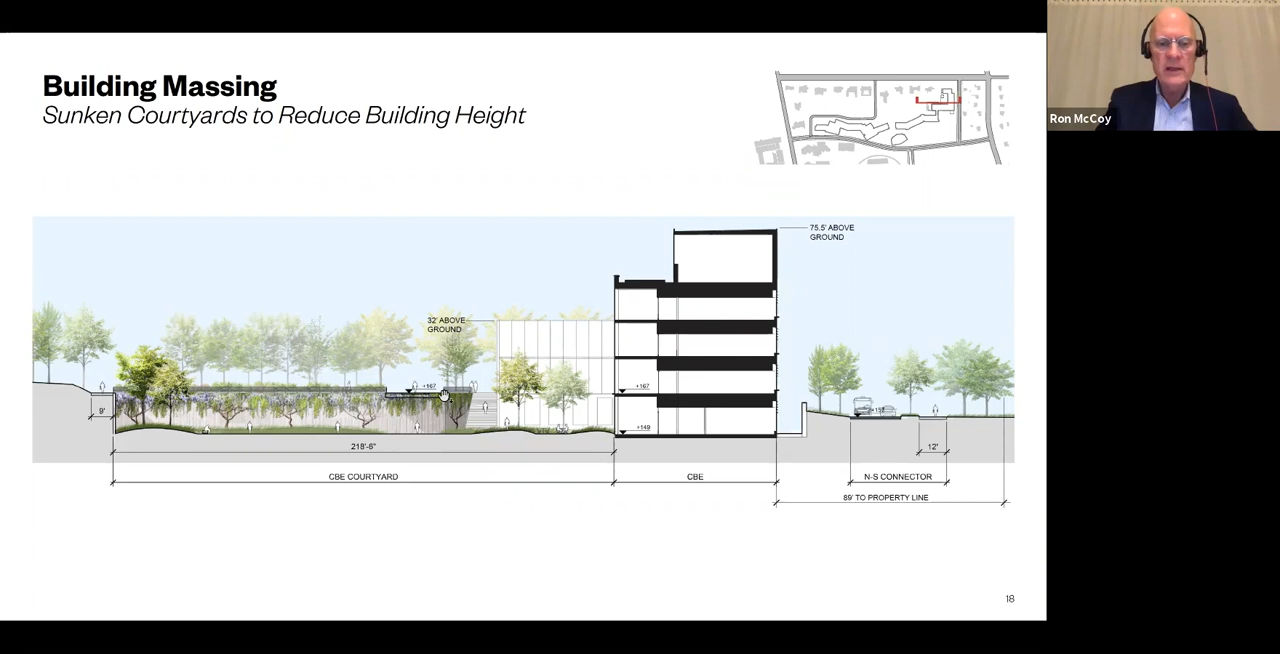 Building Massing
Sunken Courtyards to Reduce Building Height
Ron McCoy
75.5' ABOVE
GROUND
32' ABOVE
GROUND
+167
+167
9'
+149
+157
218'-6"
12'
CBE COURTYARD
CBE
N-S CONNECTOR
89' TO PROPERTY LINE
18